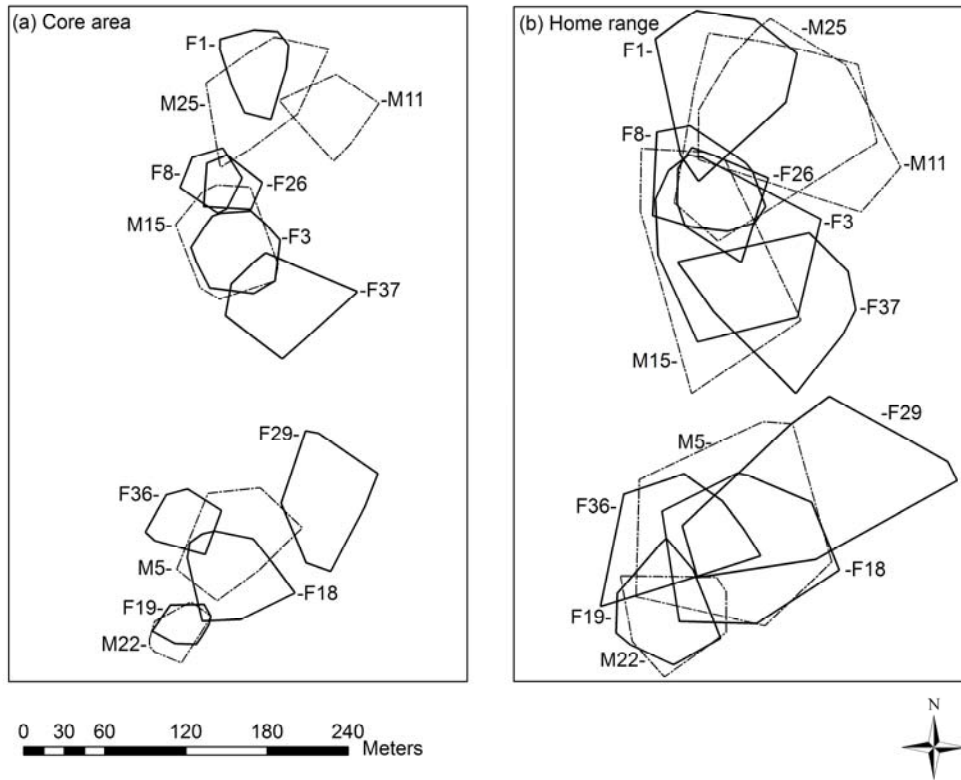 (a) Core area
F1-
M25-
-M11
F8-
-F26
M15-
-F3
-F37
F29-
F36-
M5-
-F18
F19-
M22-
(b) Home range
-M25
F1-
F8-
-M11
-F26
-F3
-F37
M15-
-F29
M5-
F36-
-F18
F19-
M22-
0 30 60 120 180 240
Meters
N